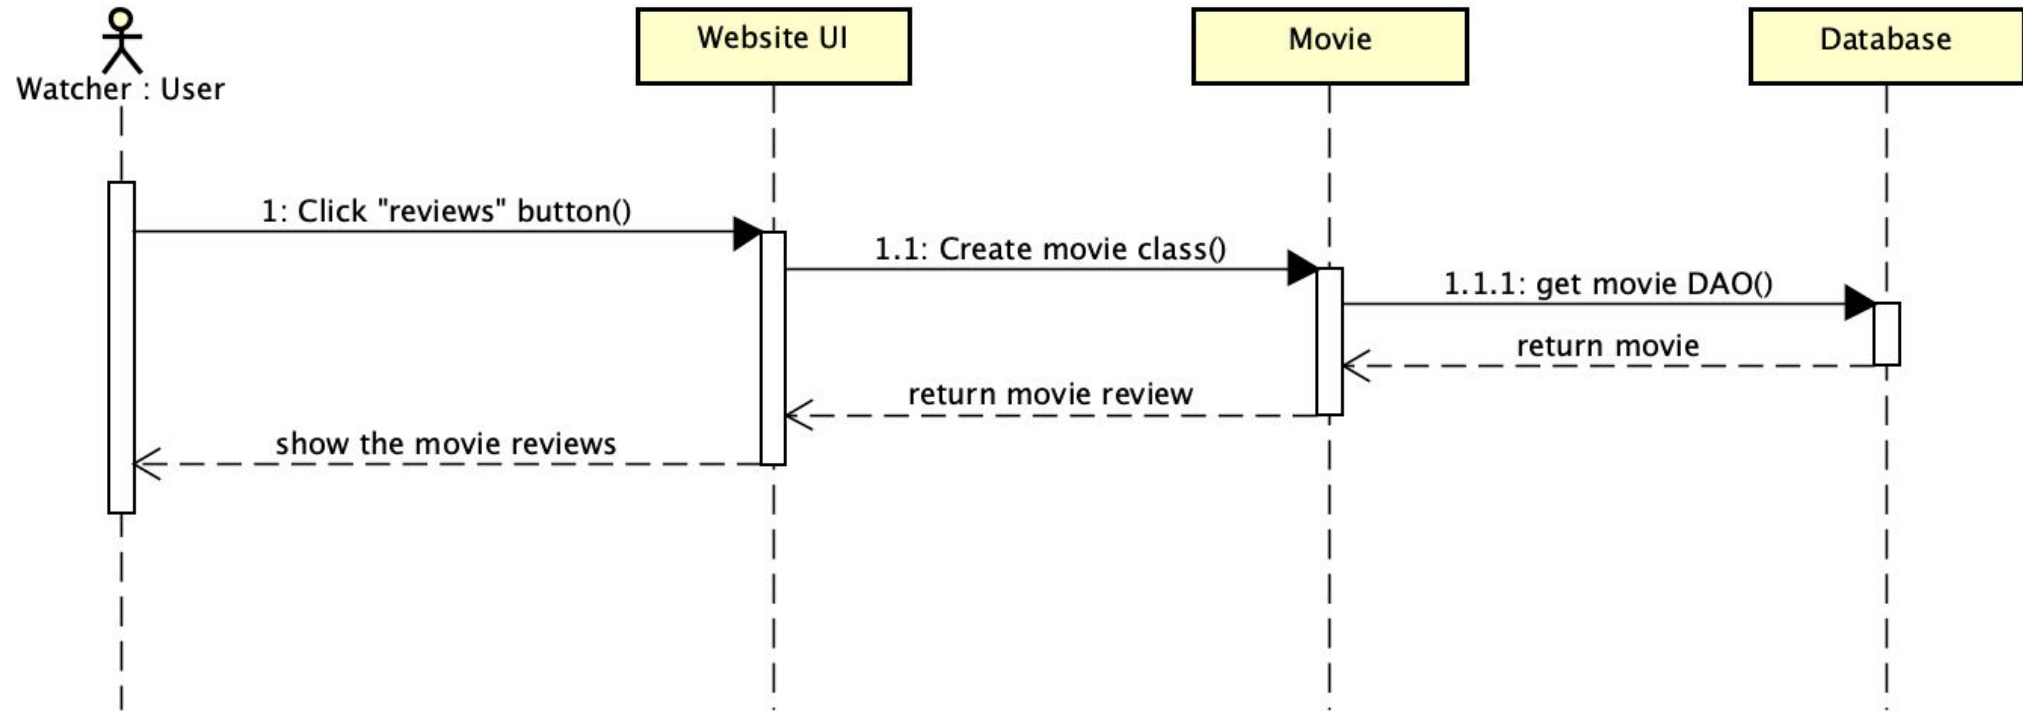 Watcher : User
Website UI
Movie
Database
1: Click "reviews" button()
1.1: Create movie class()
1.1.1: get movie DAO()
return movie
return movie review
show the movie reviews